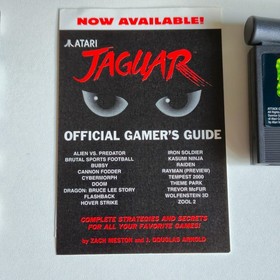 NOW AVAILABLE!
ATARI
JAGUAR
OFFICIAL GAMER'S GUIDE
ALIEN VS. PREDATOR
BRUTAL SPORTS FOOTBALL
BUBSY
CANNON FODDER
CYBERMORPH
DOOM
DRAGON: BRUCE LEE STORY
FLASHBACK
HOVER STRIKE
IRON SOLDIER
KASUMI NINJA
RAIDEN
RAYMAN (PREVIEW)
TEMPEST 2000
THEME PARK
TREVOR McFUR
WOLFENSTEIN 3D
ZOOL 2
COMPLETE STRATEGIES AND SECRETS
FOR ALL YOUR FAVORITE GAMES!
by ZACH MESTON and J. DOUGLAS ARNOLD